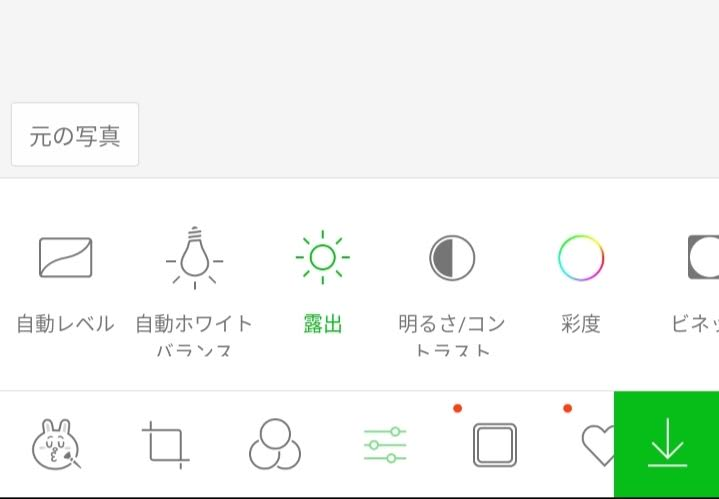 元の写真
自動レベル
自動ホワイト
バランス
露出
明るさ/コン
トラスト
彩度
ビネッ